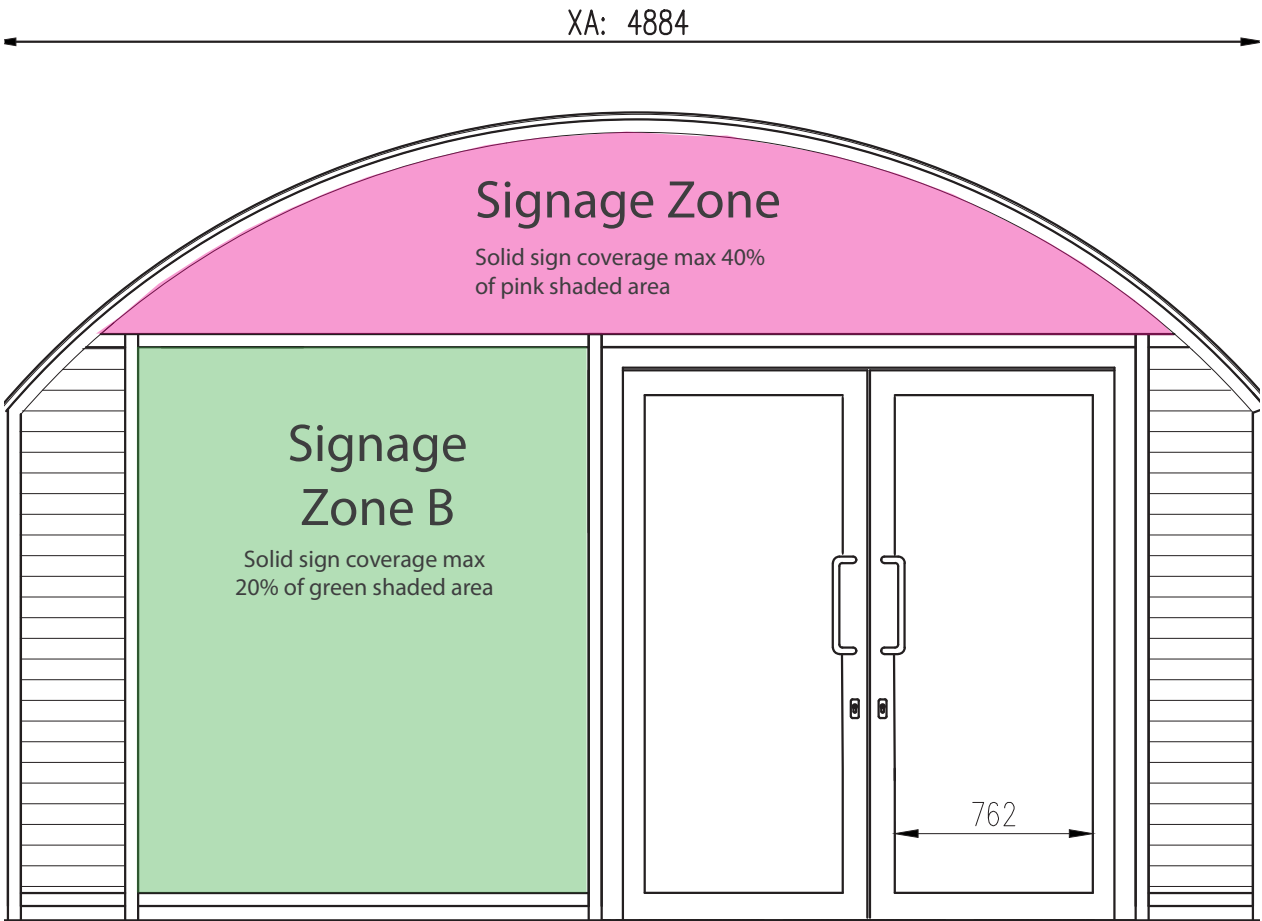 XA: 4884
Signage Zone
Solid sign coverage max 40%
of pink shaded area
Signage
Zone B
Solid sign coverage max
20% of green shaded area
762